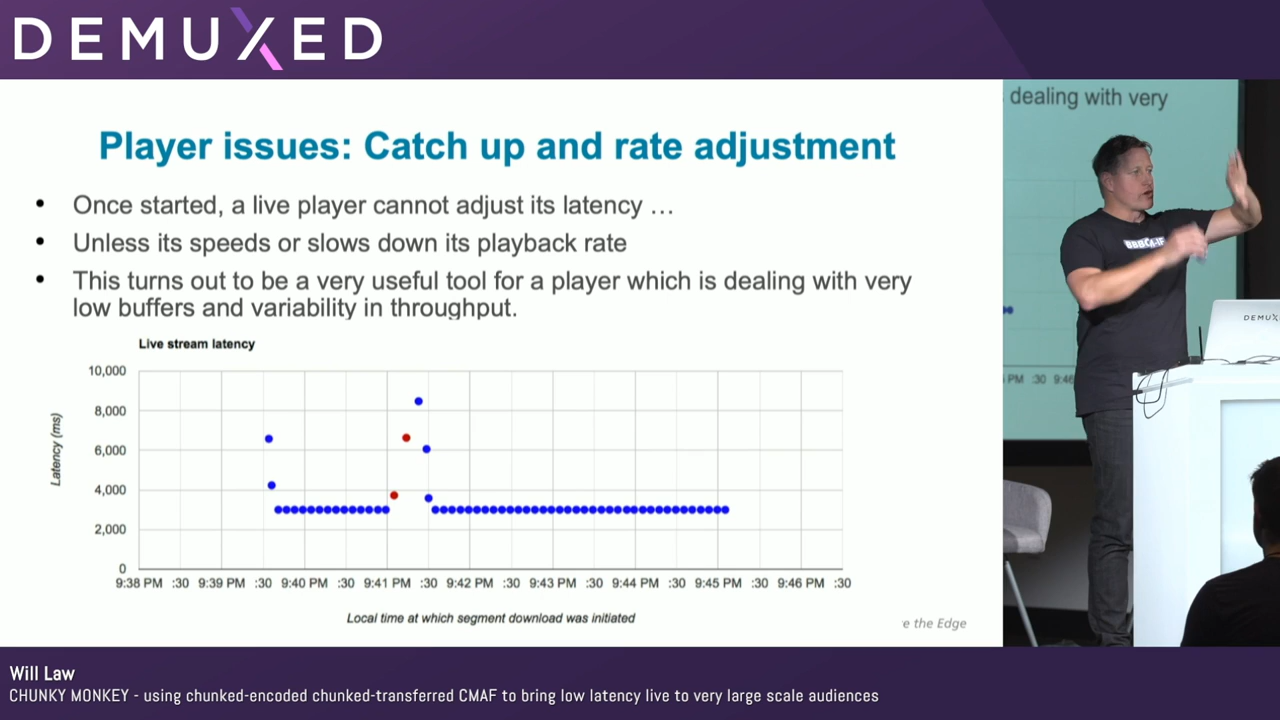 DEMUXED
Player issues: Catch up and rate adjustment
• Once started, a live player cannot adjust its latency …
• Unless its speeds or slows down its playback rate
• This turns out to be a very useful tool for a player which is dealing with very
low buffers and variability in throughput.
Live stream latency
Latency (ms)
10,000
8,000
6,000
4,000
2,000
0
9:38 PM :30 9:39 PM :30 9:40 PM :30 9:41 PM :30 9:42 PM :30 9:43 PM :30 9:44 PM :30 9:45 PM :30 9:46 PM :30
Local time at which segment download was initiated
e the Edge
dealing with very
PM :30 9:46
DEMUX
Will Law
CHUNKY MONKEY - using chunked-encoded chunked-transferred CMAF to bring low latency live to very large scale audiences